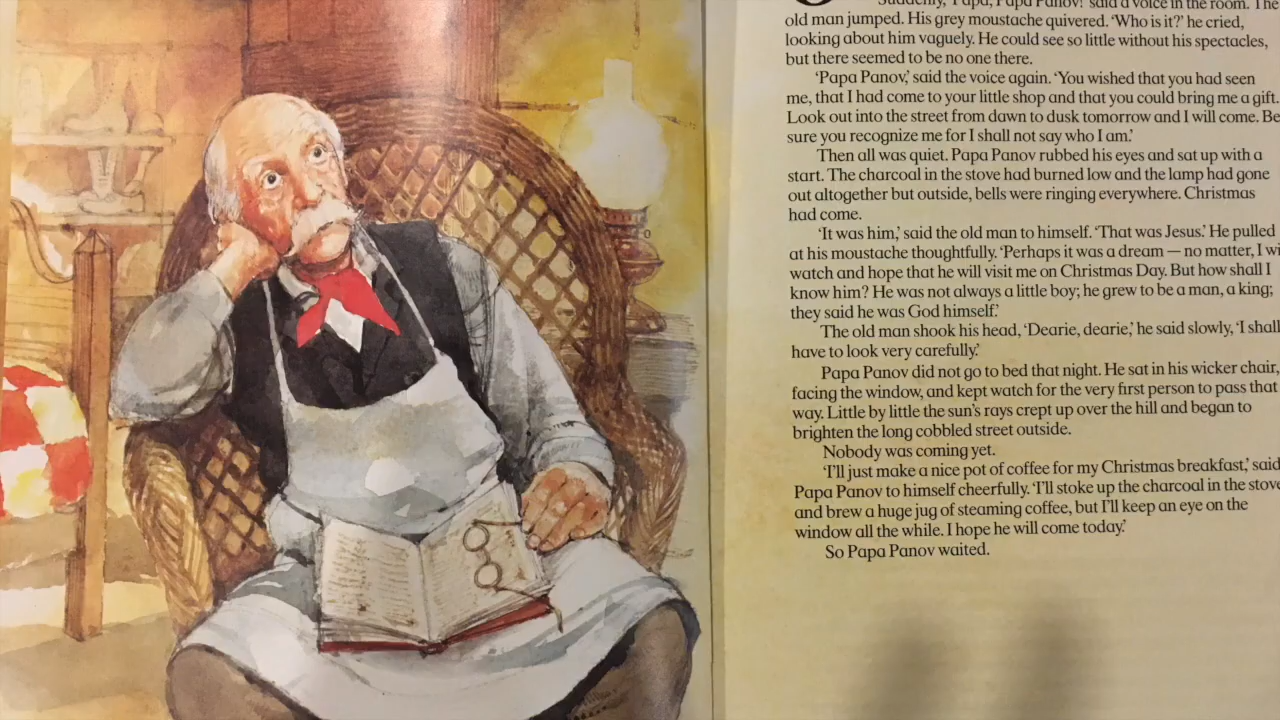 Suddenly, 'Papa, Papa Panov!' said a voice in the room. The
old man jumped. His grey moustache quivered. 'Who is it?' he cried,
looking about him vaguely. He could see so little without his spectacles,
but there seemed to be no one there.
'Papa Panov,' said the voice again. 'You wished that you had seen
me, that I had come to your little shop and that you could bring me a gift.
Look out into the street from dawn to dusk tomorrow and I will come. Be
sure you recognize me for I shall not say who I am.'
Then all was quiet. Papa Panov rubbed his eyes and sat up with a
start. The charcoal in the stove had burned low and the lamp had gone
out altogether but outside, bells were ringing everywhere. Christmas
had come.
'It was him,' said the old man to himself. 'That was Jesus.' He pulled
at his moustache thoughtfully. 'Perhaps it was a dream — no matter, I wi
watch and hope that he will visit me on Christmas Day. But how shall I
know him? He was not always a little boy; he grew to be a man, a king;
they said he was God himself.'
The old man shook his head, 'Dearie, dearie,' he said slowly, 'I shall
have to look very carefully.'
Papa Panov did not go to bed that night. He sat in his wicker chair,
facing the window, and kept watch for the very first person to pass that
way. Little by little the sun's rays crept up over the hill and began to
brighten the long cobbled street outside.
Nobody was coming yet.
'I'll just make a nice pot of coffee for my Christmas breakfast,' said
Papa Panov to himself cheerfully. 'I'll stoke up the charcoal in the stove
and brew a huge jug of steaming coffee, but I'll keep an eye on the
window all the while. I hope he will come today.'
So Papa Panov waited.